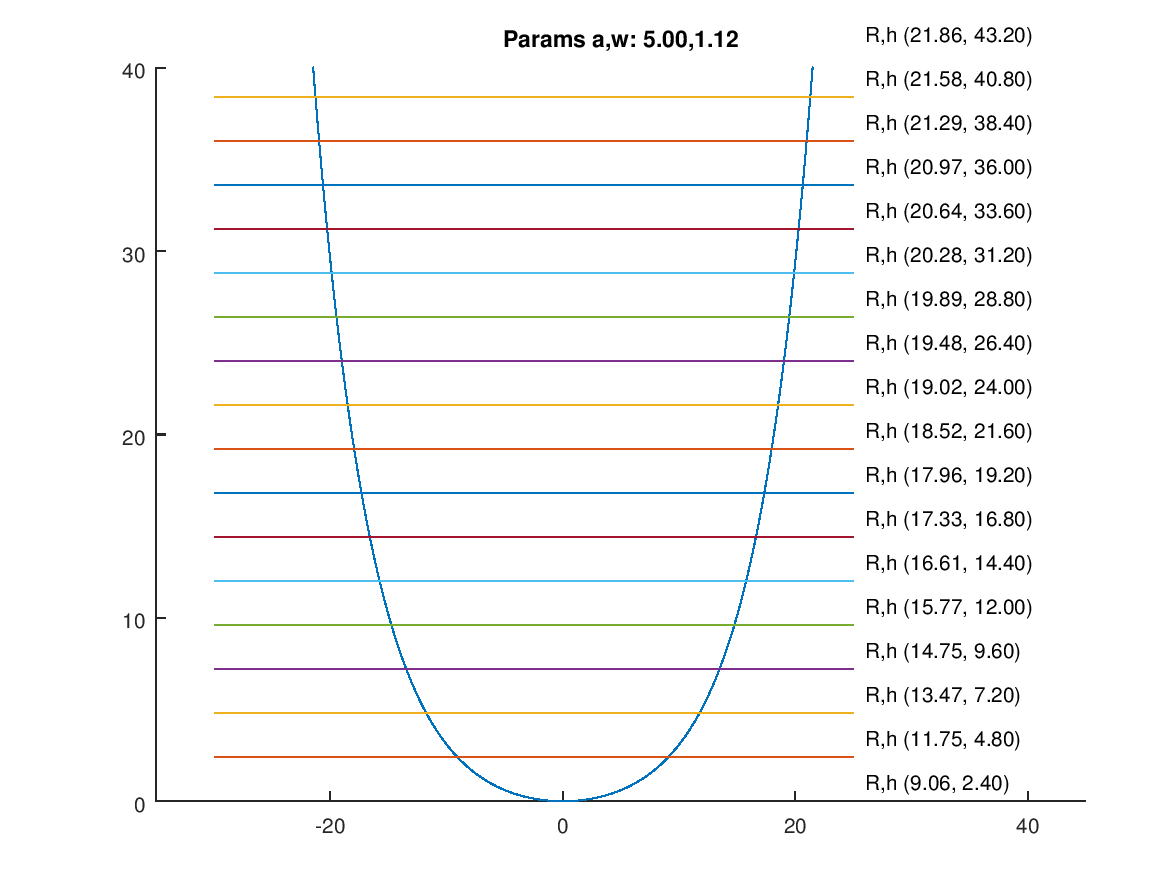 Params a,w: 5.00,1.12
R,h (21.86, 43.20)
R,h (21.58, 40.80)
R,h (21.29, 38.40)
R,h (20.97, 36.00)
R,h (20.64, 33.60)
R,h (20.28, 31.20)
R,h (19.89, 28.80)
R,h (19.48, 26.40)
R,h (19.02, 24.00)
R,h (18.52, 21.60)
R,h (17.96, 19.20)
R,h (17.33, 16.80)
R,h (16.61, 14.40)
R,h (15.77, 12.00)
R,h (14.75, 9.60)
R,h (13.47, 7.20)
R,h (11.75, 4.80)
R,h (9.06, 2.40)
40
30
20
10
0
-20 0 20 40